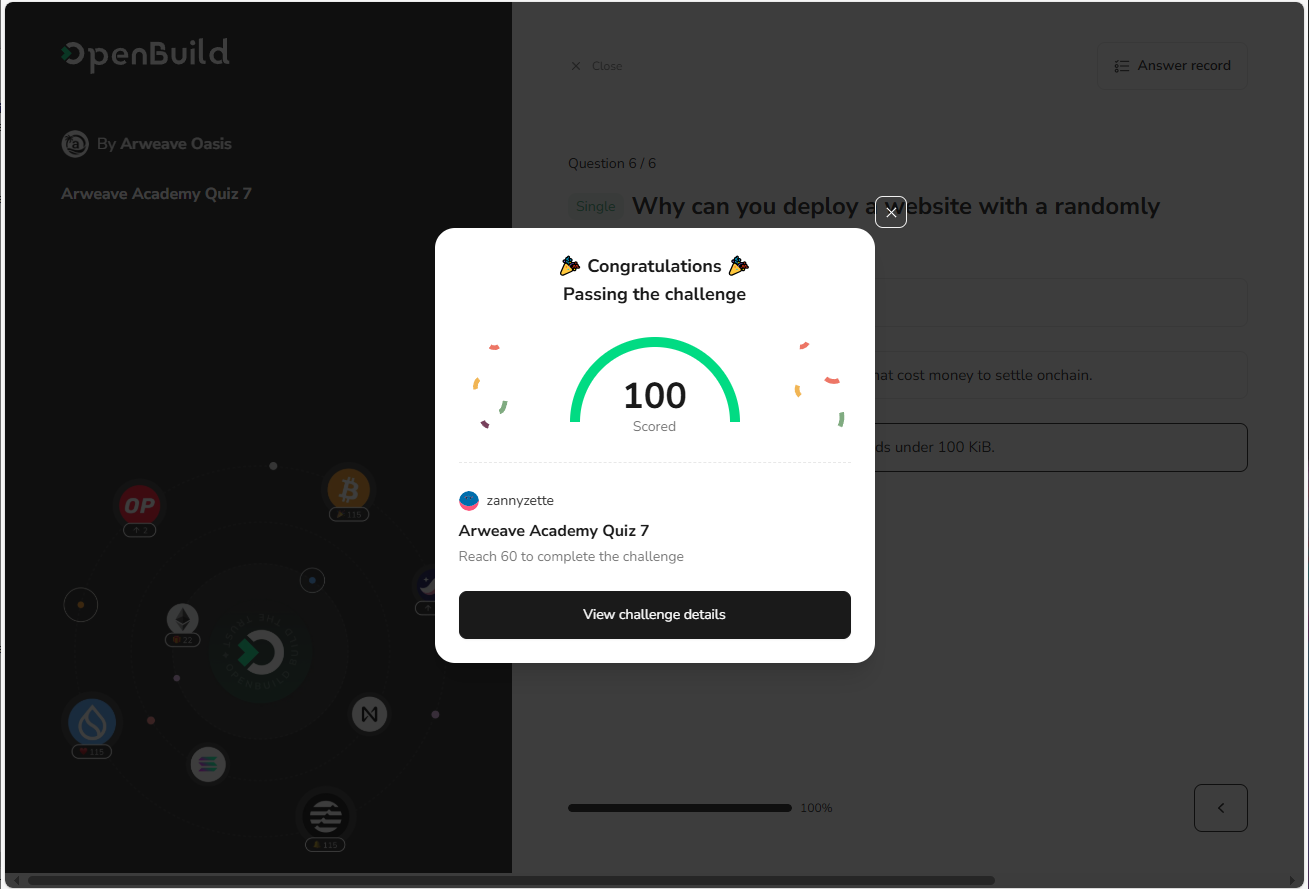 OpenBuild
By Arweave Oasis
Arweave Academy Quiz 7
OP
2
115
22
115
115
Close
Answer record
Question 6 / 6
Single
Why can you deploy a website with a randomly
that cost money to settle onchain.
under 100 KiB.
Congratulations
Passing the challenge
100
Scored
zannyzette
Arweave Academy Quiz 7
Reach 60 to complete the challenge
View challenge details
100%